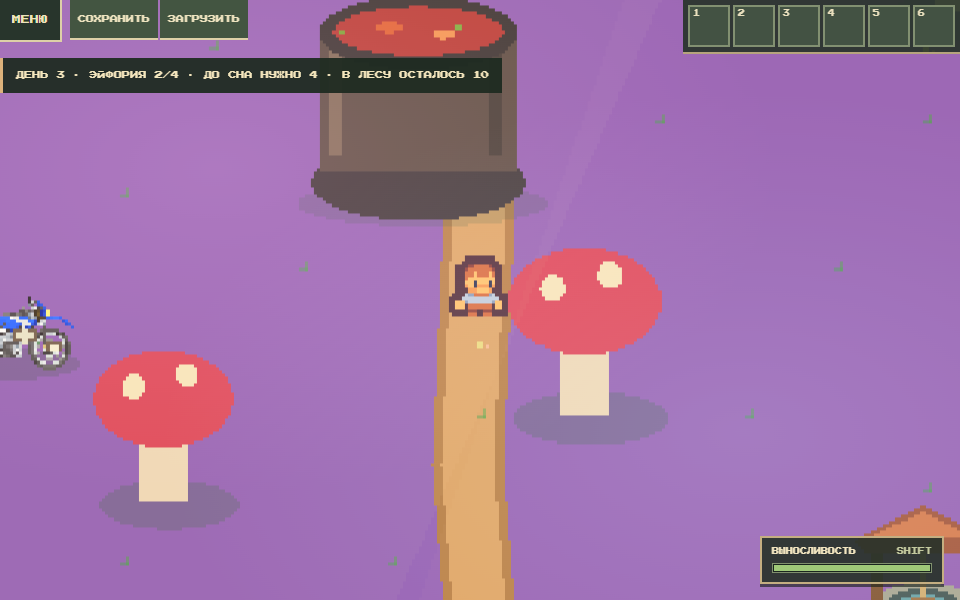 МЕНЮ
СОХРАНИТЬ
ЗАГРУЗИТЬ
1 2 3 4 5 6
ДЕНЬ 3 · ЭЙФОРИЯ 2/4 · ДО СНА НУЖНО 4 · В ЛЕСУ ОСТАЛОСЬ 10
ВЫНОСЛИВОСТЬ SHIFT